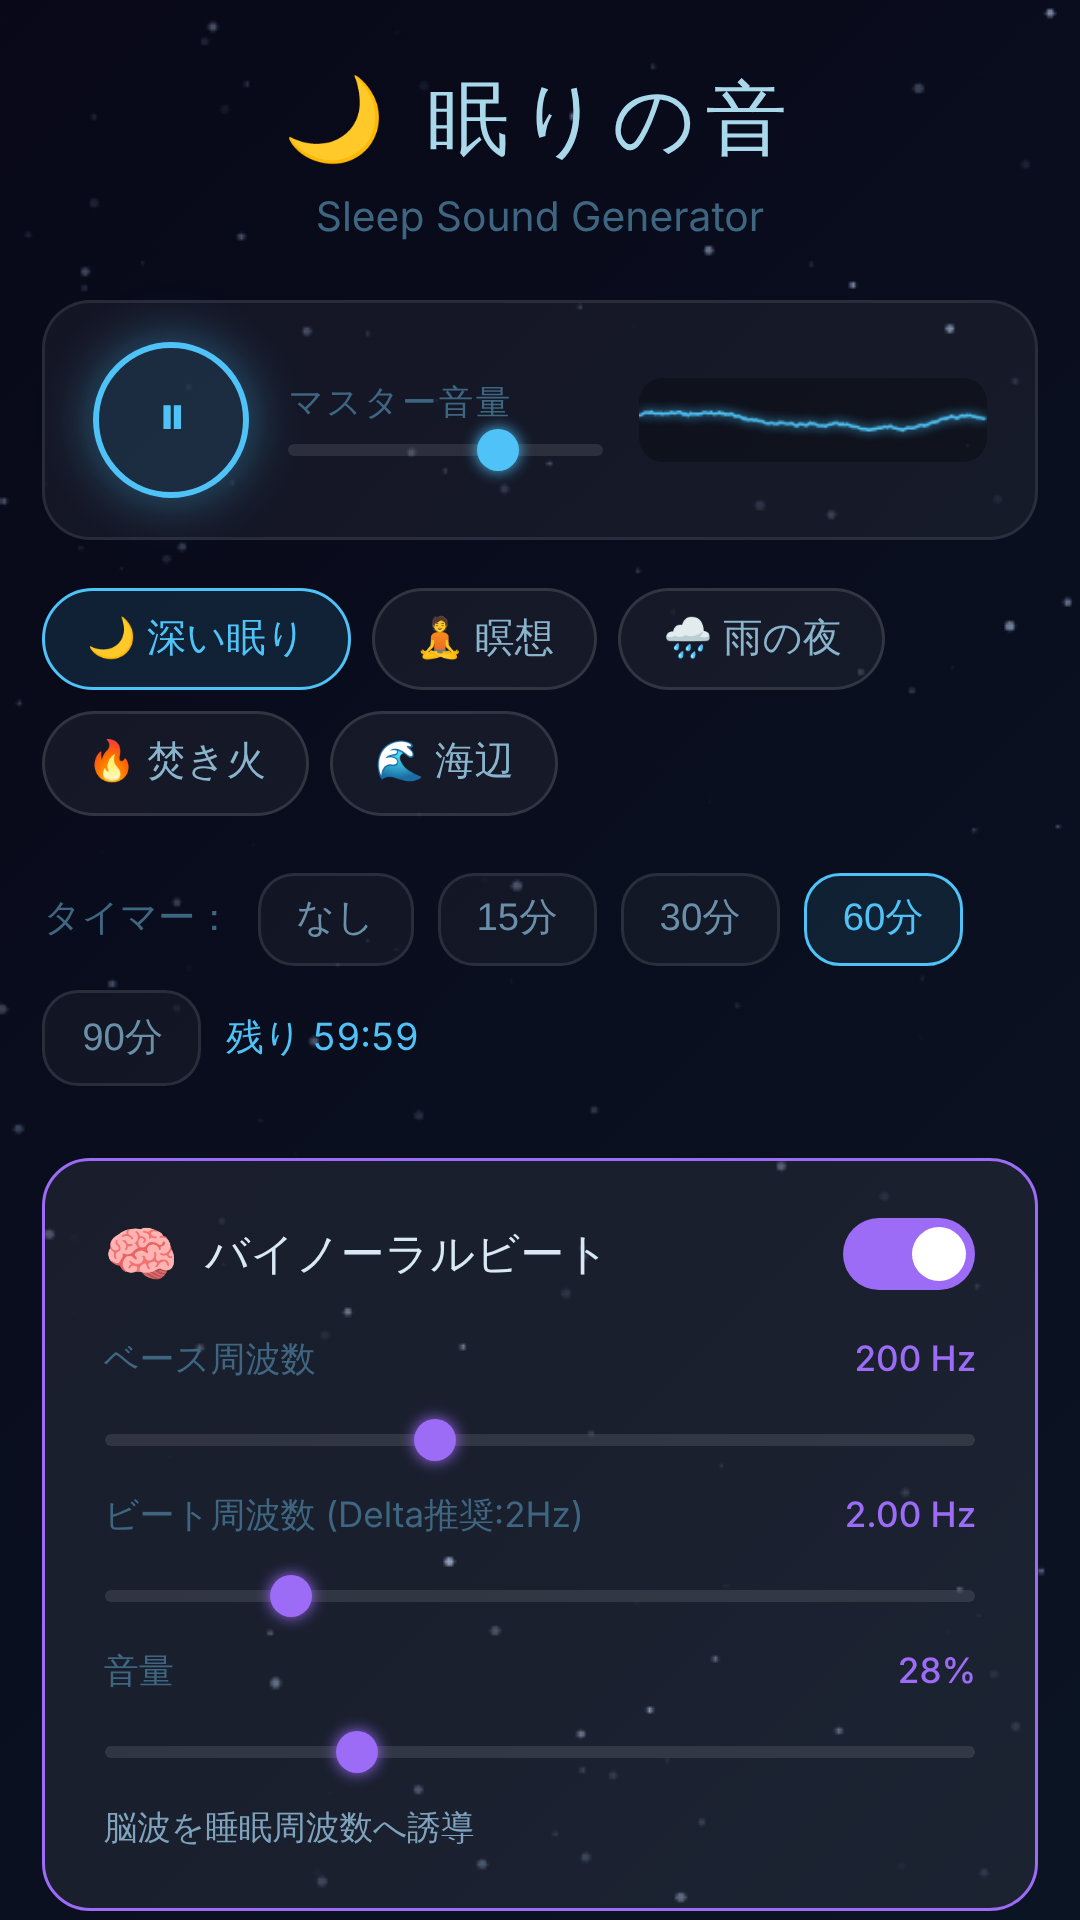 🌙 眠りの音
Sleep Sound Generator
マスター音量
🌙 深い眠り
🧘 瞑想
🌧️ 雨の夜
🔥 焚き火
🌊 海辺
タイマー：
なし
15分
30分
60分
90分
残り 59:59
🧠 バイノーラルビート
ベース周波数
200 Hz
ビート周波数 (Delta推奨:2Hz)
2.00 Hz
音量
28%
脳波を睡眠周波数へ誘導